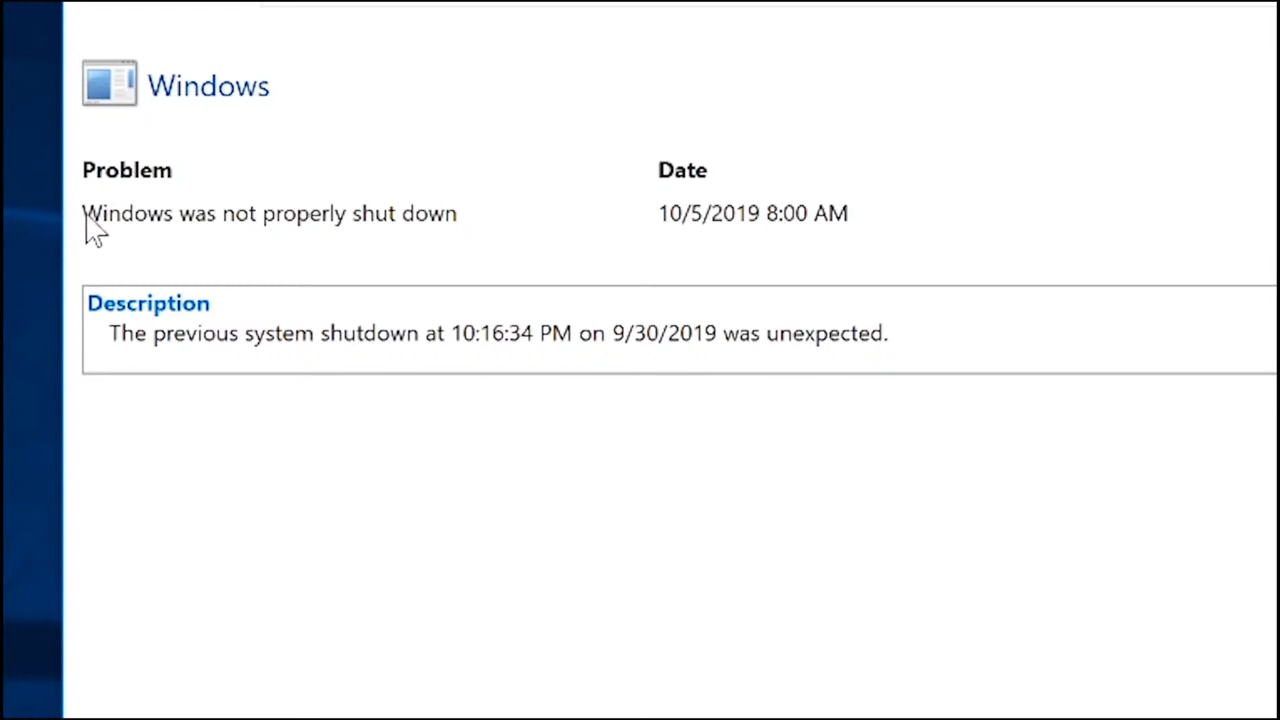 Windows
Problem
Date
Windows was not properly shut down
10/5/2019 8:00 AM
Description
The previous system shutdown at 10:16:34 PM on 9/30/2019 was unexpected.